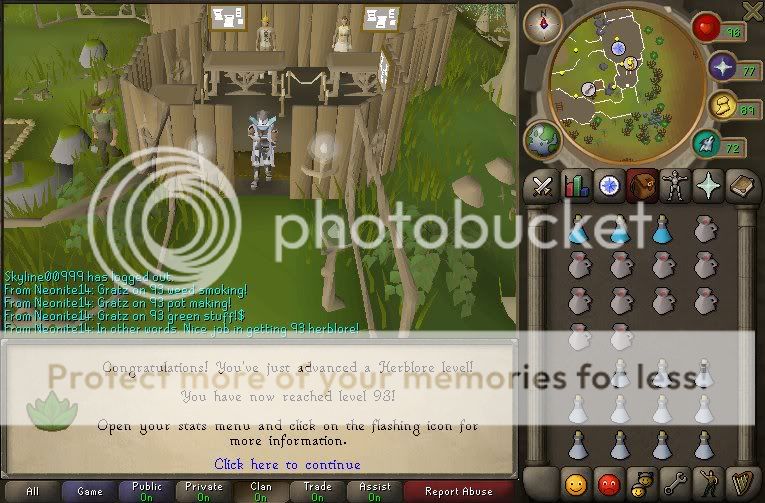 98
77
89
72
photobucket
Skyline00999 has logged out.
From Neonite14: Gratz on 93 weed smoking!
From Neonite14: Gratz on 93 pot making!
From Neonite14: Gratz on 93 green stuff!$
From Neonite14: In other words. Nice job in getting 93 herblore!
Protect more of your memories for less!
Congratulations! You've just advanced a Herblore level!
You have now reached level 93!
Open your stats menu and click on the flashing icon for
more information.
Click here to continue
All
Game
Public
On
Private
On
Clan
On
Trade
On
Assist
On
Report Abuse